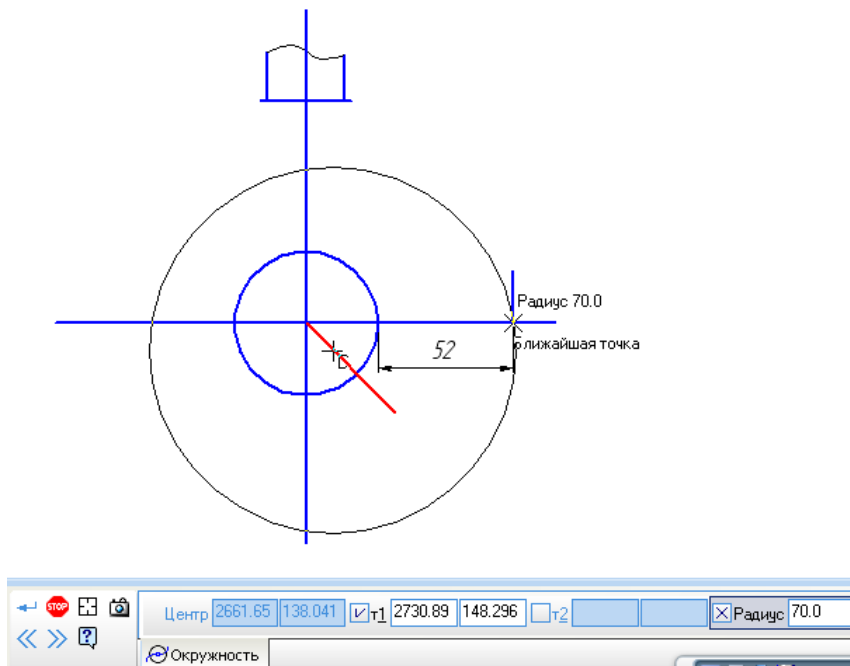 Радиус 70.0
Ближайшая точка
52
STOP Центр 2661.65 138.041 т1 2730.89 148.296 т2 Радиус 70.0
Окружность